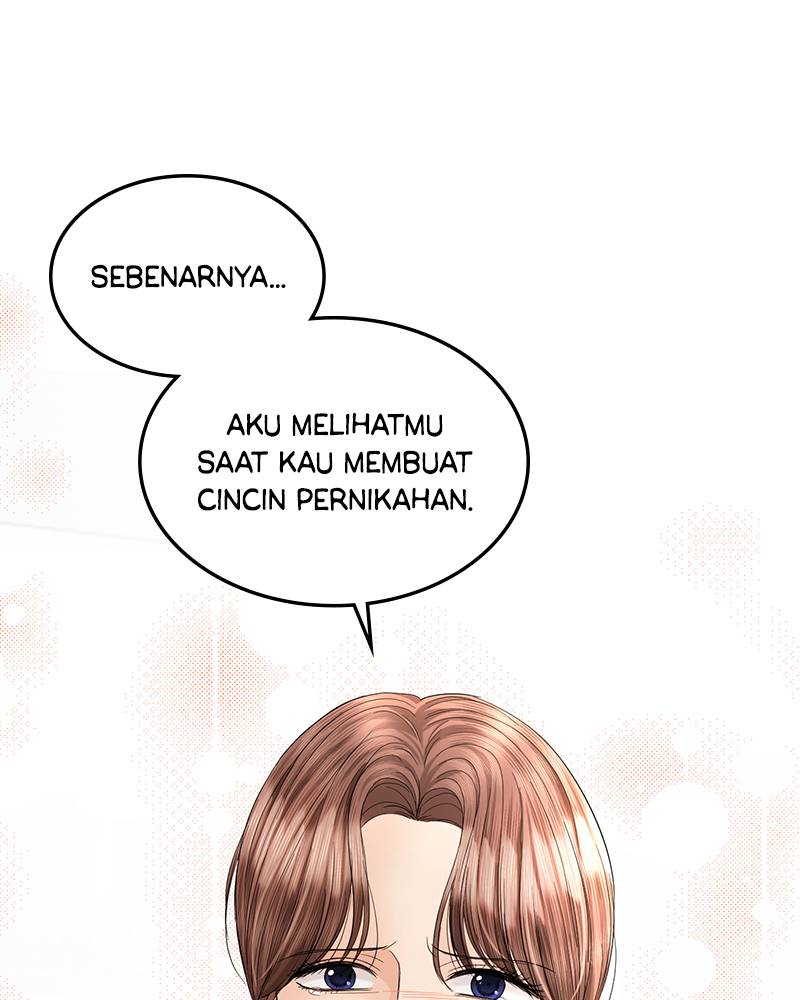 SEBENARNYA...
AKU MELIHATMU
SAAT KAU MEMBUAT
CINCIN PERNIKAHAN.